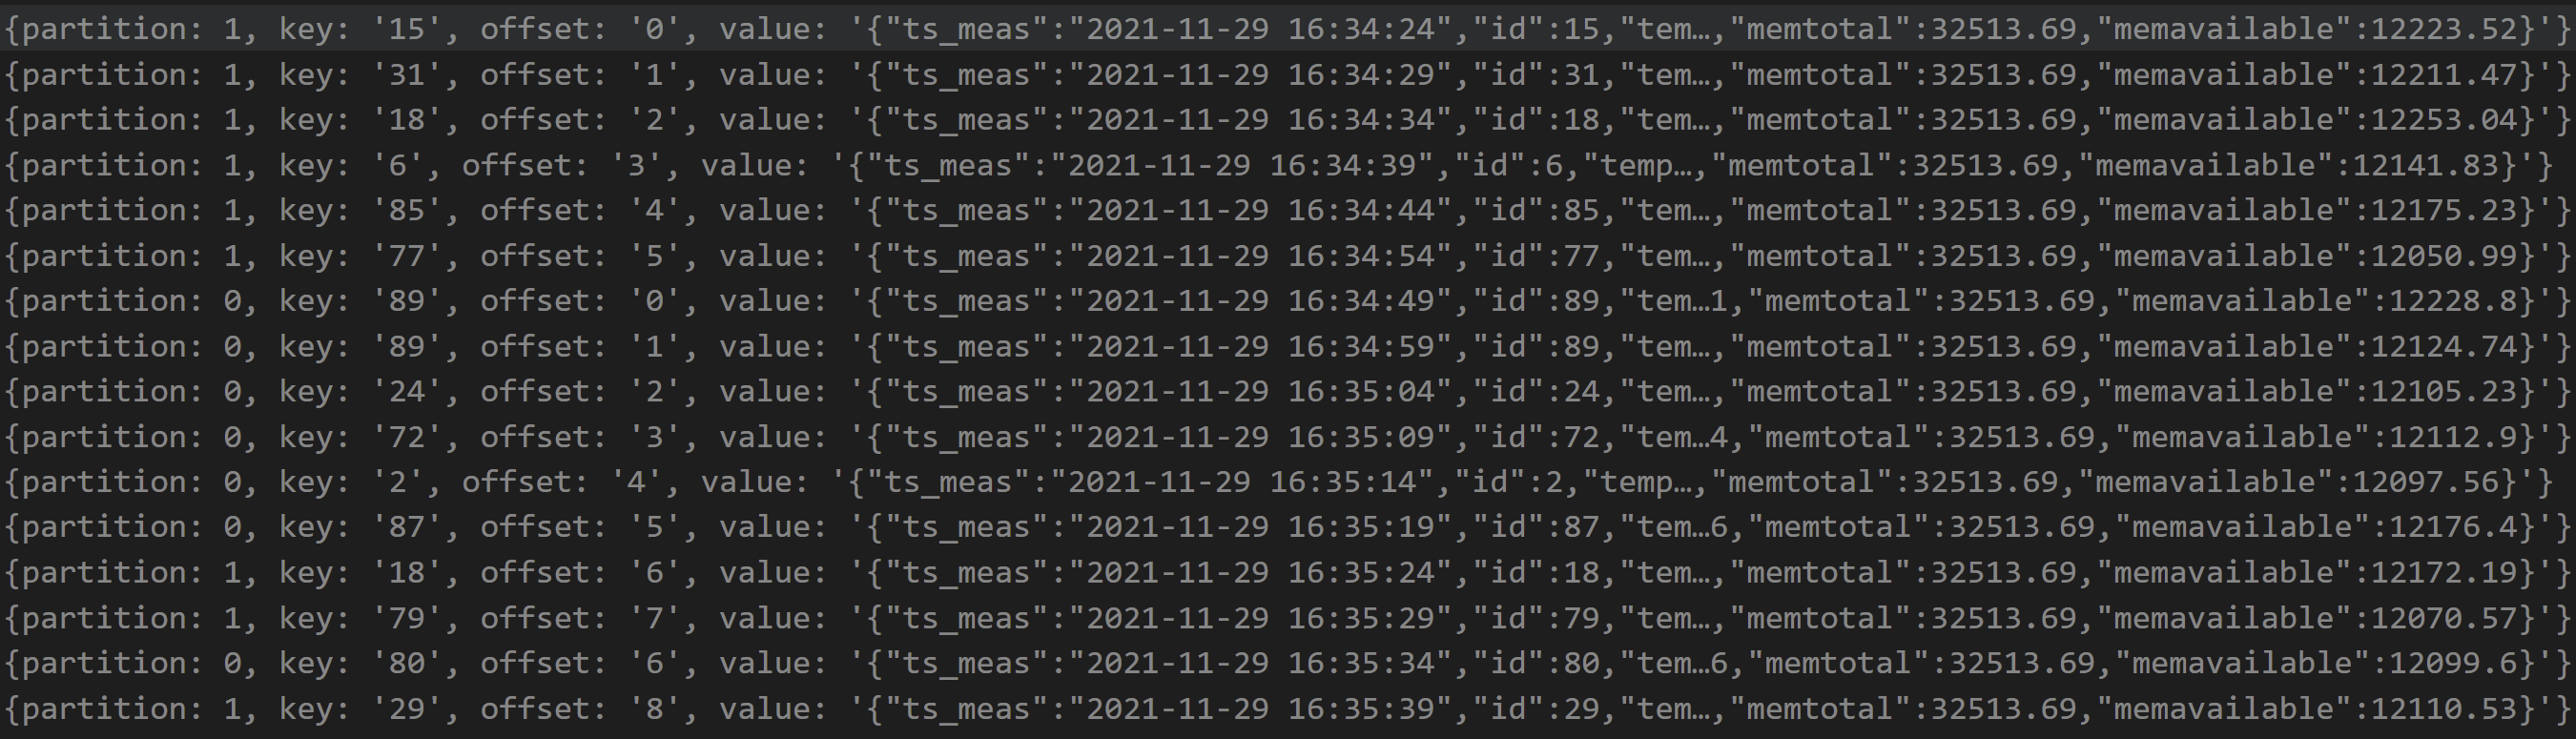 {partition: 1, key: '15', offset: '0', value: '{"ts_meas":"2021-11-29 16:34:24","id":15,"tem…,"memtotal":32513.69,"memavailable":12223.52}'}
{partition: 1, key: '31', offset: '1', value: '{"ts_meas":"2021-11-29 16:34:29","id":31,"tem…,"memtotal":32513.69,"memavailable":12211.47}'}
{partition: 1, key: '18', offset: '2', value: '{"ts_meas":"2021-11-29 16:34:34","id":18,"tem…,"memtotal":32513.69,"memavailable":12253.04}'}
{partition: 1, key: '6', offset: '3', value: '{"ts_meas":"2021-11-29 16:34:39","id":6,"temp…,"memtotal":32513.69,"memavailable":12141.83}'}
{partition: 1, key: '85', offset: '4', value: '{"ts_meas":"2021-11-29 16:34:44","id":85,"tem…,"memtotal":32513.69,"memavailable":12175.23}'}
{partition: 1, key: '77', offset: '5', value: '{"ts_meas":"2021-11-29 16:34:54","id":77,"tem…,"memtotal":32513.69,"memavailable":12050.99}'}
{partition: 0, key: '89', offset: '0', value: '{"ts_meas":"2021-11-29 16:34:49","id":89,"tem…1,"memtotal":32513.69,"memavailable":12228.8}'}
{partition: 0, key: '89', offset: '1', value: '{"ts_meas":"2021-11-29 16:34:59","id":89,"tem…,"memtotal":32513.69,"memavailable":12124.74}'}
{partition: 0, key: '24', offset: '2', value: '{"ts_meas":"2021-11-29 16:35:04","id":24,"tem…,"memtotal":32513.69,"memavailable":12105.23}'}
{partition: 0, key: '72', offset: '3', value: '{"ts_meas":"2021-11-29 16:35:09","id":72,"tem…4,"memtotal":32513.69,"memavailable":12112.9}'}
{partition: 0, key: '2', offset: '4', value: '{"ts_meas":"2021-11-29 16:35:14","id":2,"temp…,"memtotal":32513.69,"memavailable":12097.56}'}
{partition: 0, key: '87', offset: '5', value: '{"ts_meas":"2021-11-29 16:35:19","id":87,"tem…6,"memtotal":32513.69,"memavailable":12176.4}'}
{partition: 1, key: '18', offset: '6', value: '{"ts_meas":"2021-11-29 16:35:24","id":18,"tem…,"memtotal":32513.69,"memavailable":12172.19}'}
{partition: 1, key: '79', offset: '7', value: '{"ts_meas":"2021-11-29 16:35:29","id":79,"tem…,"memtotal":32513.69,"memavailable":12070.57}'}
{partition: 0, key: '80', offset: '6', value: '{"ts_meas":"2021-11-29 16:35:34","id":80,"tem…6,"memtotal":32513.69,"memavailable":12099.6}'}
{partition: 1, key: '29', offset: '8', value: '{"ts_meas":"2021-11-29 16:35:39","id":29,"tem…,"memtotal":32513.69,"memavailable":12110.53}'}